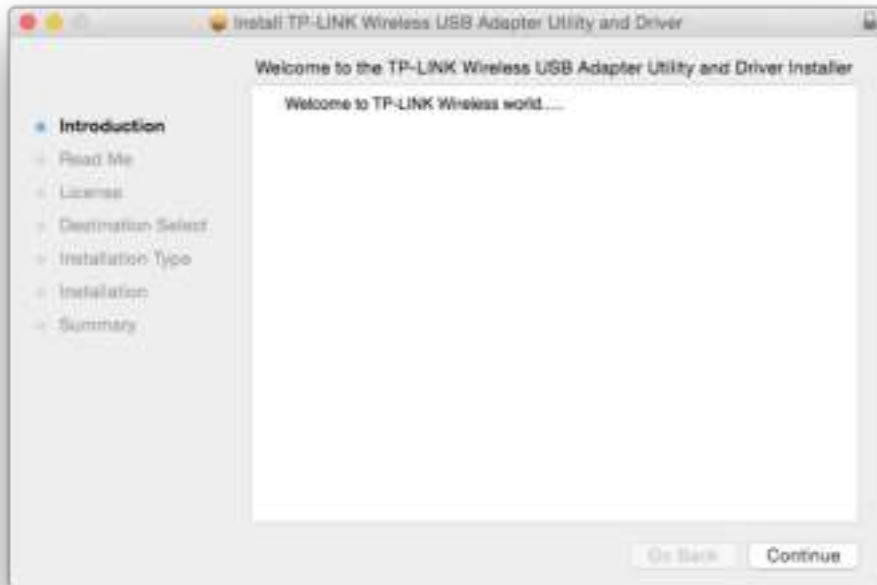 Install TP-LINK Wireless USB Adapter Utility and Driver
Welcome to the TP-LINK Wireless USB Adapter Utility and Driver Installer
Welcome to TP-LINK Wireless world.....
Introduction
Read Me
License
Destination Select
Installation Type
Installation
Summary
Go Back
Continue